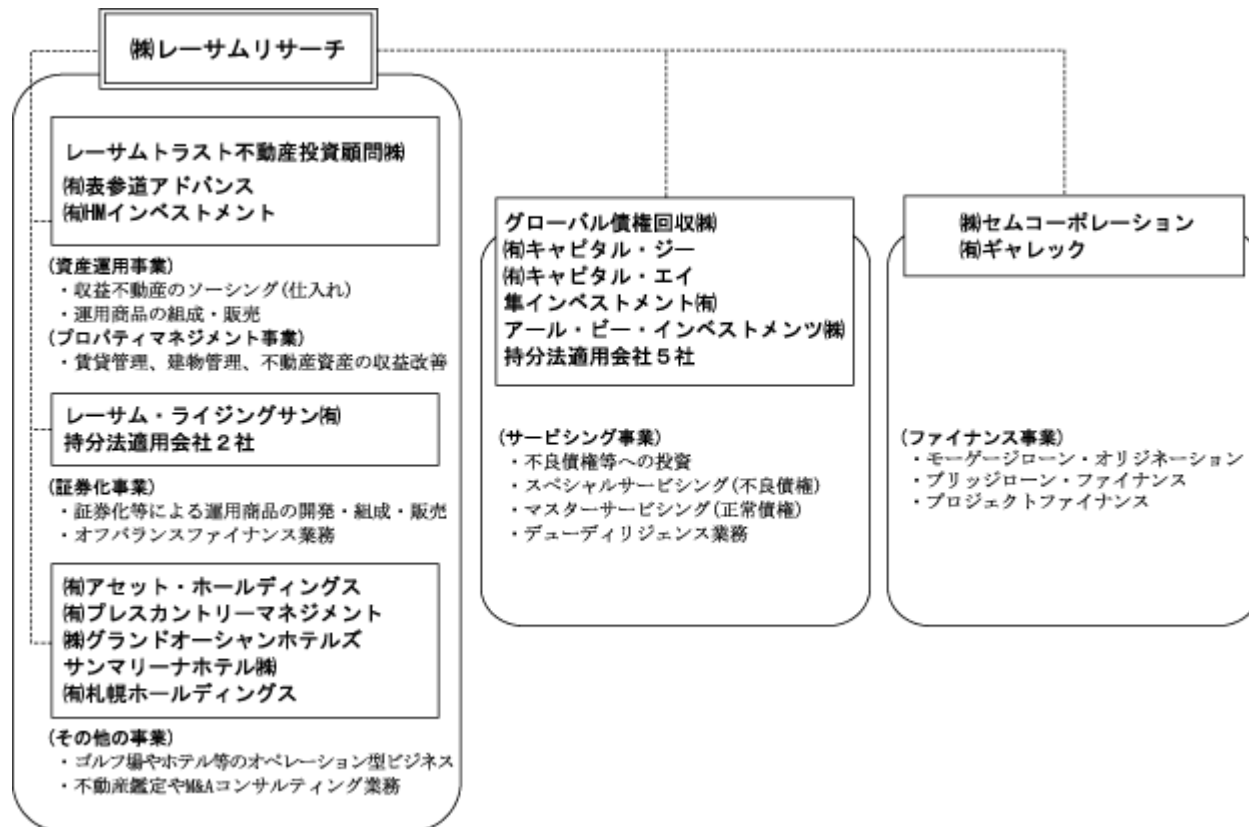 ㈱レーサムリサーチ
レーサムトラスト不動産投資顧問㈱
㈲表参道アドバンス
㈲HMインベストメント
(資産運用事業)
・収益不動産のソーシング(仕入れ)
・運用商品の組成・販売
(プロパティマネジメント事業)
・賃貸管理、建物管理、不動産資産の収益改善
レーサム・ライジングサン㈲
持分法適用会社２社
(証券化事業)
・証券化等による運用商品の開発・組成・販売
・オフバランスファイナンス業務
㈲アセット・ホールディングス
㈲プレスカントリーマネジメント
㈱グランドオーシャンホテルズ
サンマリーナホテル㈱
㈲札幌ホールディングス
(その他の事業)
・ゴルフ場やホテル等のオペレーション型ビジネス
・不動産鑑定やM&Aコンサルティング業務
グローバル債権回収㈱
㈲キャピタル・ジー
㈲キャピタル・エイ
隼インベストメント㈲
アール・ビー・インベストメンツ㈱
持分法適用会社５社
(サービシング事業)
・不良債権等への投資
・スペシャルサービシング(不良債権)
・マスターサービシング(正常債権)
・デューディリジェンス業務
㈱セムコーポレーション
㈲ギャレック
(ファイナンス事業)
・モーゲージローン・オリジネーション
・ブリッジローン・ファイナンス
・プロジェクトファイナンス